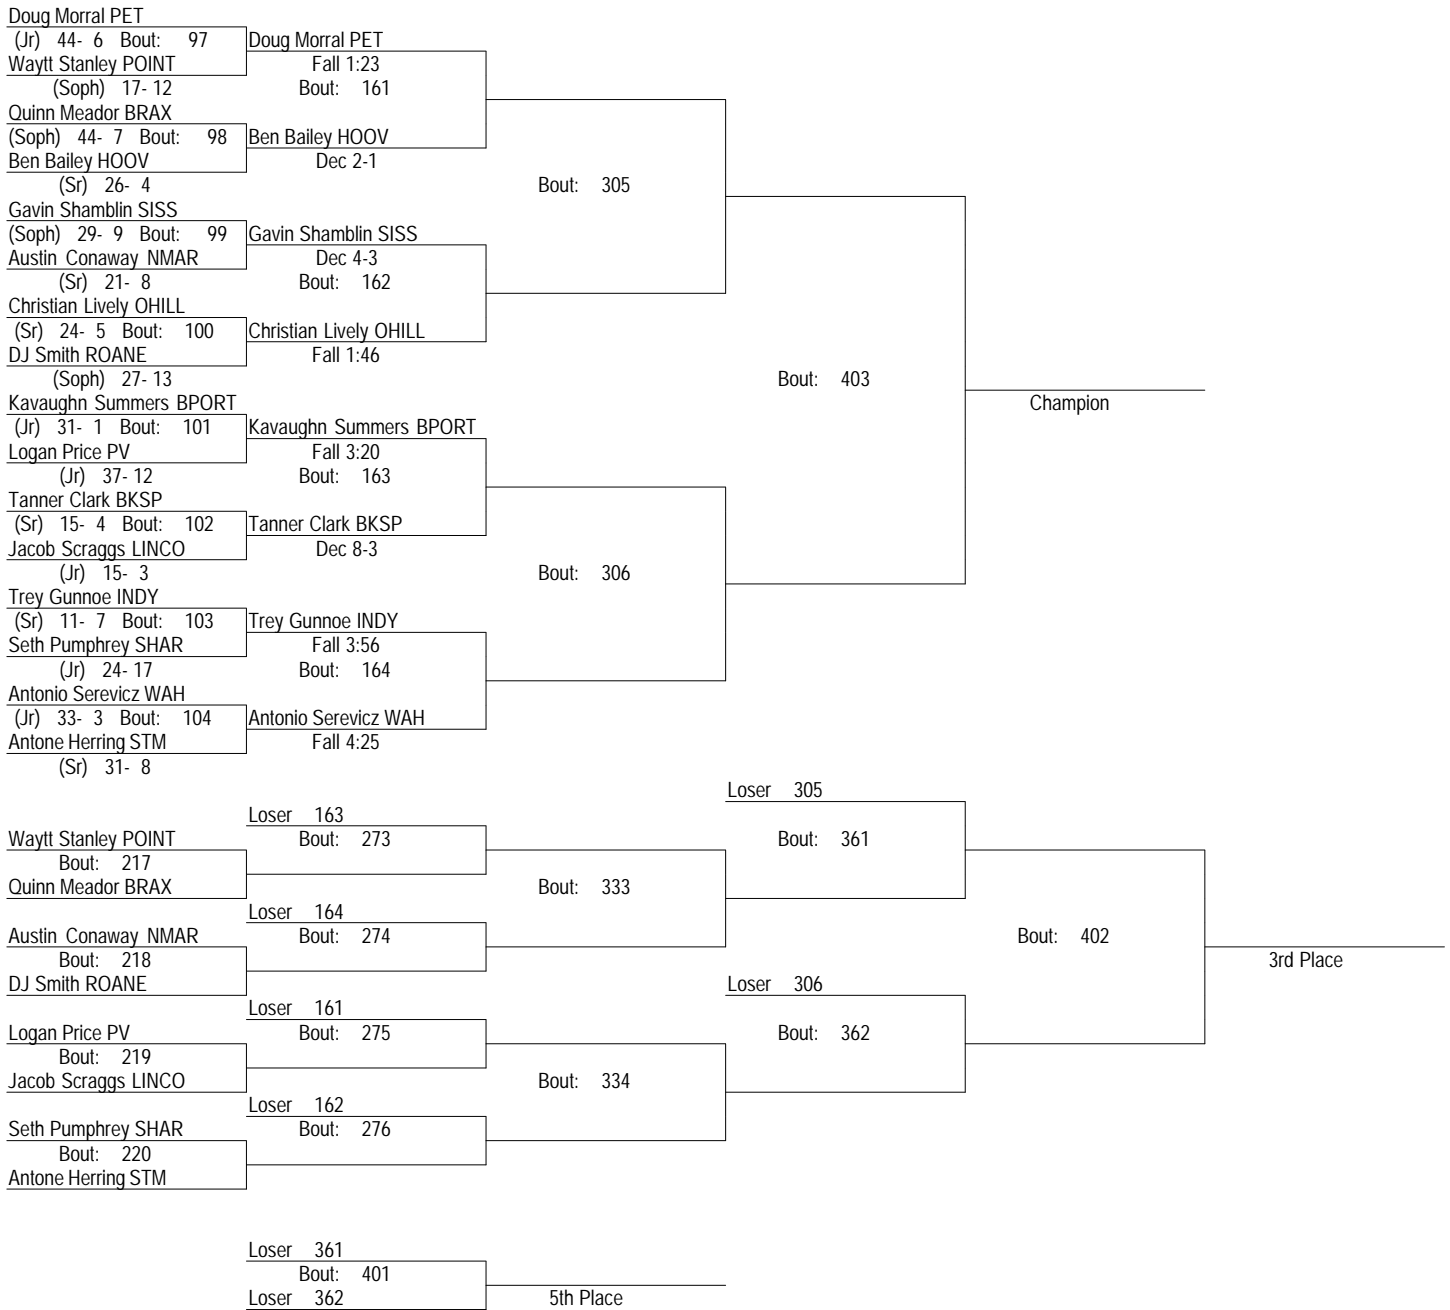 Doug Morral PET
(Jr) 44- 6 Bout: 97 Doug Morral PET
Waytt Stanley POINT Fall 1:23
(Soph) 17- 12 Bout: 161
Quinn Meador BRAX
(Soph) 44- 7 Bout: 98 Ben Bailey HOOV
Ben Bailey HOOV Dec 2-1
(Sr) 26- 4 Bout: 305
Gavin Shamblin SISS
(Soph) 29- 9 Bout: 99 Gavin Shamblin SISS
Austin Conaway NMAR Dec 4-3
(Sr) 21- 8 Bout: 162
Christian Lively OHILL
(Sr) 24- 5 Bout: 100 Christian Lively OHILL
DJ Smith ROANE Fall 1:46
(Soph) 27- 13 Bout: 403
Kavaughn Summers BPORT Champion
(Jr) 31- 1 Bout: 101 Kavaughn Summers BPORT
Logan Price PV Fall 3:20
(Jr) 37- 12 Bout: 163
Tanner Clark BKSP
(Sr) 15- 4 Bout: 102 Tanner Clark BKSP
Jacob Scraggs LINCO Dec 8-3
(Jr) 15- 3 Bout: 306
Trey Gunnoe INDY
(Sr) 11- 7 Bout: 103 Trey Gunnoe INDY
Seth Pumphrey SHAR Fall 3:56
(Jr) 24- 17 Bout: 164
Antonio Serevicz WAH
(Jr) 33- 3 Bout: 104 Antonio Serevicz WAH
Antone Herring STM Fall 4:25
(Sr) 31- 8
Loser 305
Loser 163
Waytt Stanley POINT Bout: 273 Bout: 361
Bout: 217
Quinn Meador BRAX Bout: 333
Loser 164
Austin Conaway NMAR Bout: 274 Bout: 402
Bout: 218 3rd Place
DJ Smith ROANE Loser 306
Loser 161
Logan Price PV Bout: 275 Bout: 362
Bout: 219
Jacob Scraggs LINCO Bout: 334
Loser 162
Seth Pumphrey SHAR Bout: 276
Bout: 220
Antone Herring STM
Loser 361
Bout: 401
Loser 362 5th Place